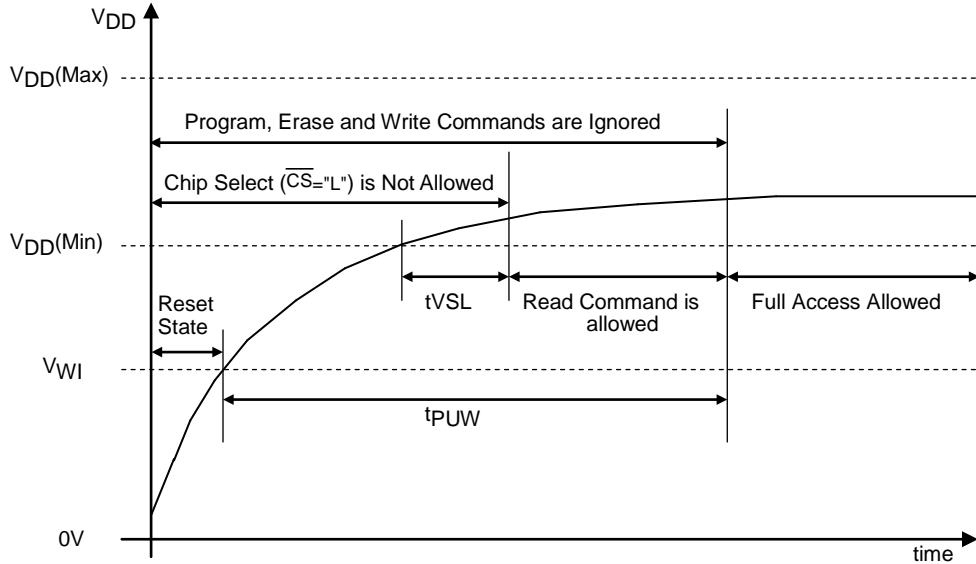 VDD
VDD(Max)
Program, Erase and Write Commands are Ignored
Chip Select (C̅S̅="L") is Not Allowed
VDD(Min)
tVSL
Read Command is
allowed
Full Access Allowed
Reset
State
VWI
tPUW
0V
time